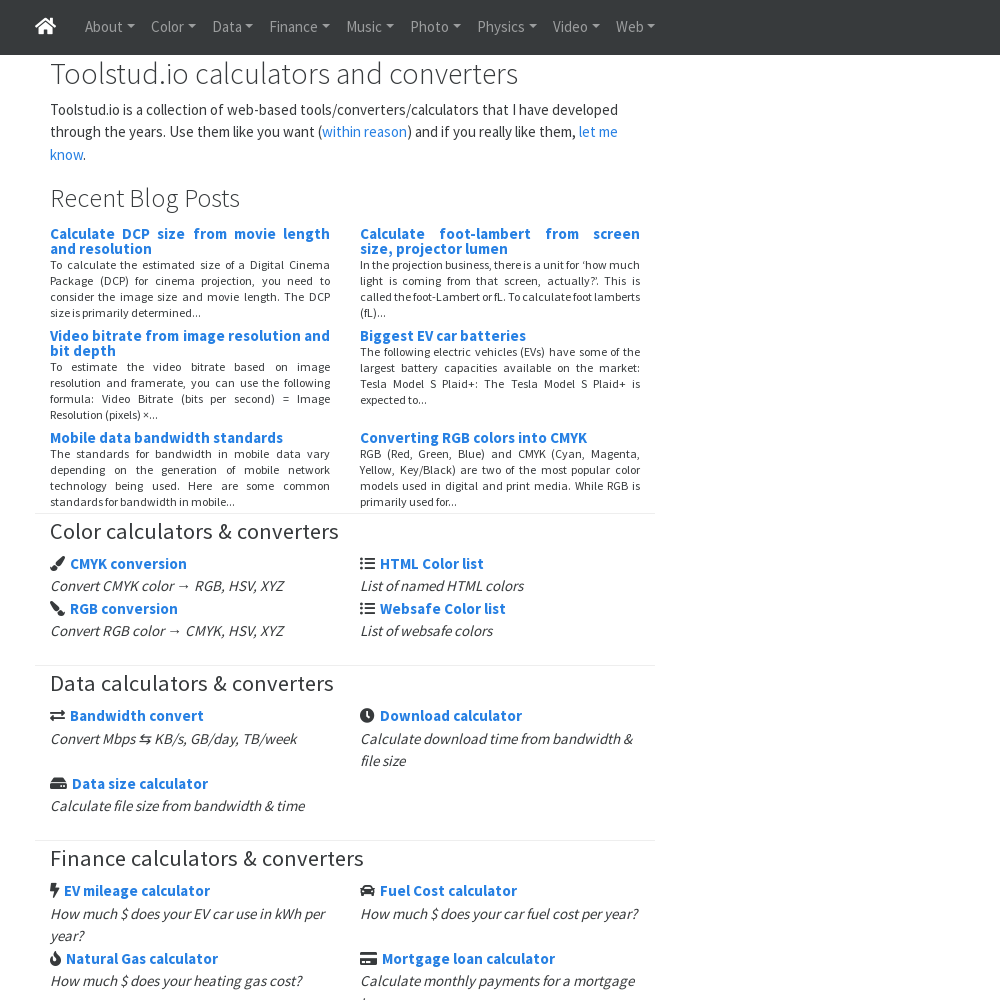 About Color Data Finance Music Photo Physics Video Web
Toolstud.io calculators and converters
Toolstud.io is a collection of web-based tools/converters/calculators that I have developed
through the years. Use them like you want (within reason) and if you really like them, let me
know.
Recent Blog Posts
Calculate DCP size from movie length
and resolution
To calculate the estimated size of a Digital Cinema
Package (DCP) for cinema projection, you need to
consider the image size and movie length. The DCP
size is primarily determined...
Calculate foot-lambert from screen
size, projector lumen
In the projection business, there is a unit for ‘how much
light is coming from that screen, actually?’. This is
called the foot-Lambert or fL. To calculate foot lamberts
(fL)...
Video bitrate from image resolution and
bit depth
To estimate the video bitrate based on image
resolution and framerate, you can use the following
formula: Video Bitrate (bits per second) = Image
Resolution (pixels) ×...
Biggest EV car batteries
The following electric vehicles (EVs) have some of the
largest battery capacities available on the market:
Tesla Model S Plaid+: The Tesla Model S Plaid+ is
expected to...
Mobile data bandwidth standards
The standards for bandwidth in mobile data vary
depending on the generation of mobile network
technology being used. Here are some common
standards for bandwidth in mobile...
Converting RGB colors into CMYK
RGB (Red, Green, Blue) and CMYK (Cyan, Magenta,
Yellow, Key/Black) are two of the most popular color
models used in digital and print media. While RGB is
primarily used for...
Color calculators & converters
CMYK conversion
Convert CMYK color → RGB, HSV, XYZ
HTML Color list
List of named HTML colors
RGB conversion
Convert RGB color → CMYK, HSV, XYZ
Websafe Color list
List of websafe colors
Data calculators & converters
Bandwidth convert
Convert Mbps ⇆ KB/s, GB/day, TB/week
Download calculator
Calculate download time from bandwidth &
file size
Data size calculator
Calculate file size from bandwidth & time
Finance calculators & converters
EV mileage calculator
How much $ does your EV car use in kWh per
year?
Fuel Cost calculator
How much $ does your car fuel cost per year?
Natural Gas calculator
How much $ does your heating gas cost?
Mortgage loan calculator
Calculate monthly payments for a mortgage